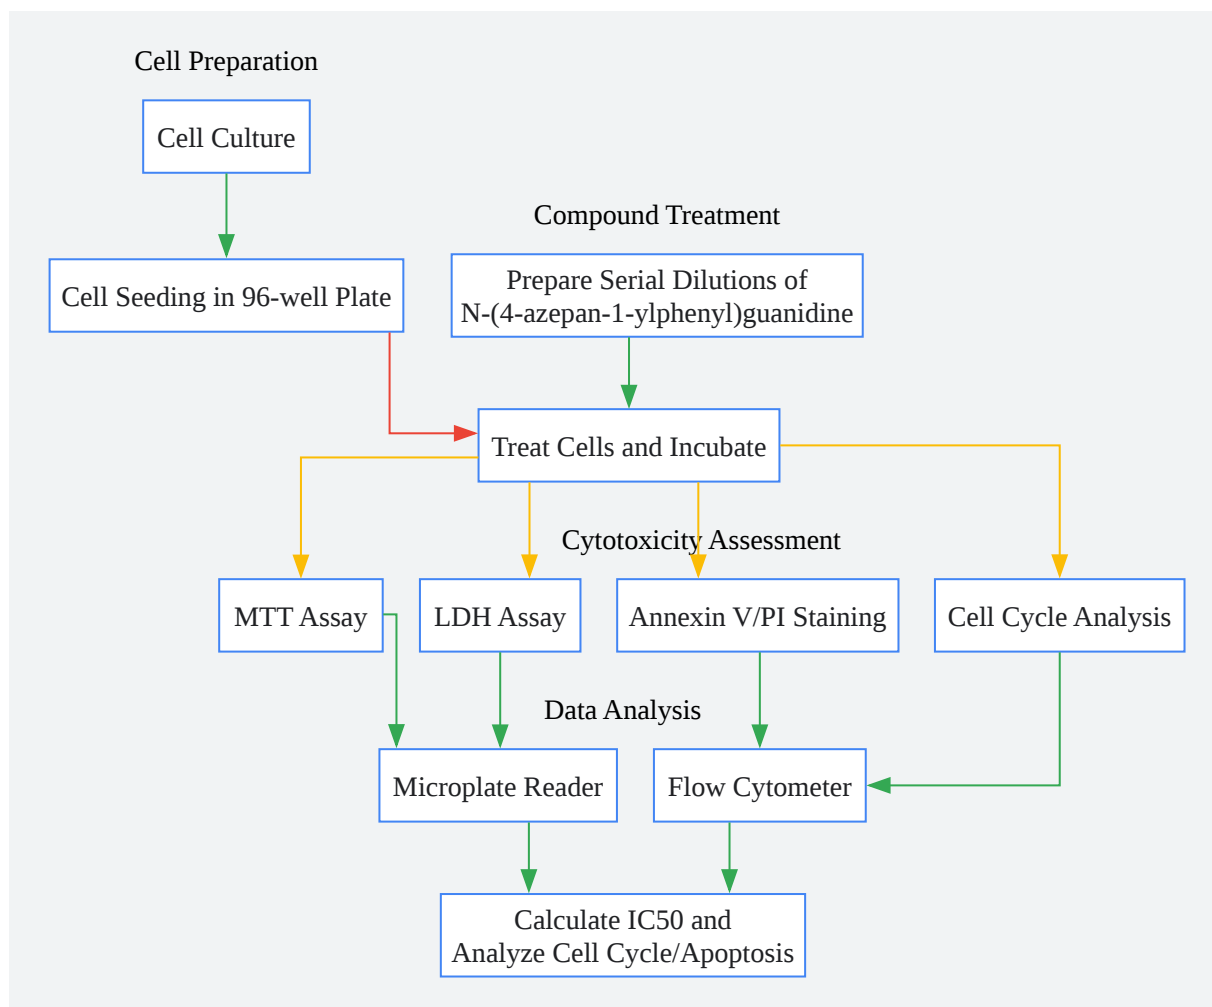 Cell Preparation
Cell Culture
Cell Seeding in 96-well Plate
Compound Treatment
Prepare Serial Dilutions of
N-(4-azepan-1-ylphenyl)guanidine
Treat Cells and Incubate
Cytotoxicity Assessment
MTT Assay
LDH Assay
Annexin V/PI Staining
Cell Cycle Analysis
Data Analysis
Microplate Reader
Flow Cytometer
Calculate IC50 and
Analyze Cell Cycle/Apoptosis